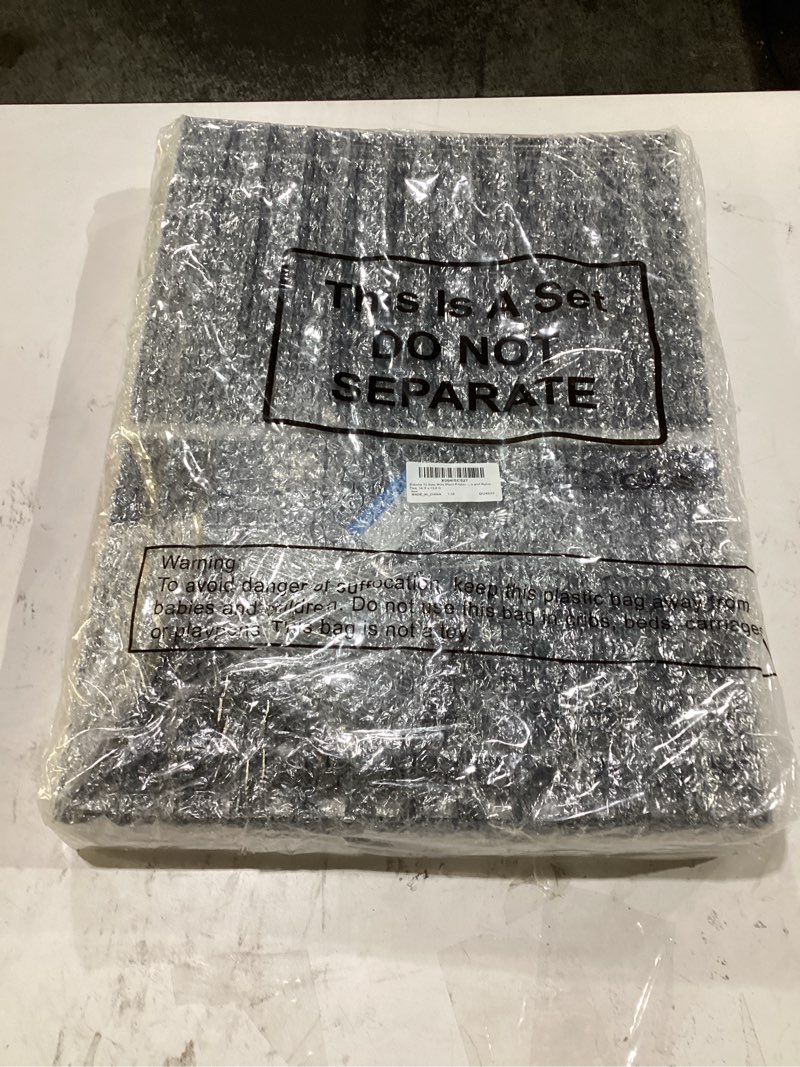 This Is A Set
DO NOT
SEPARATE
MADE_IN_CHINA
Warning
To avoid danger of suffocation, keep this plastic bag away from
babies and children. Do not use this bag in cribs, beds, carriages
or playpens. This bag is not a toy.